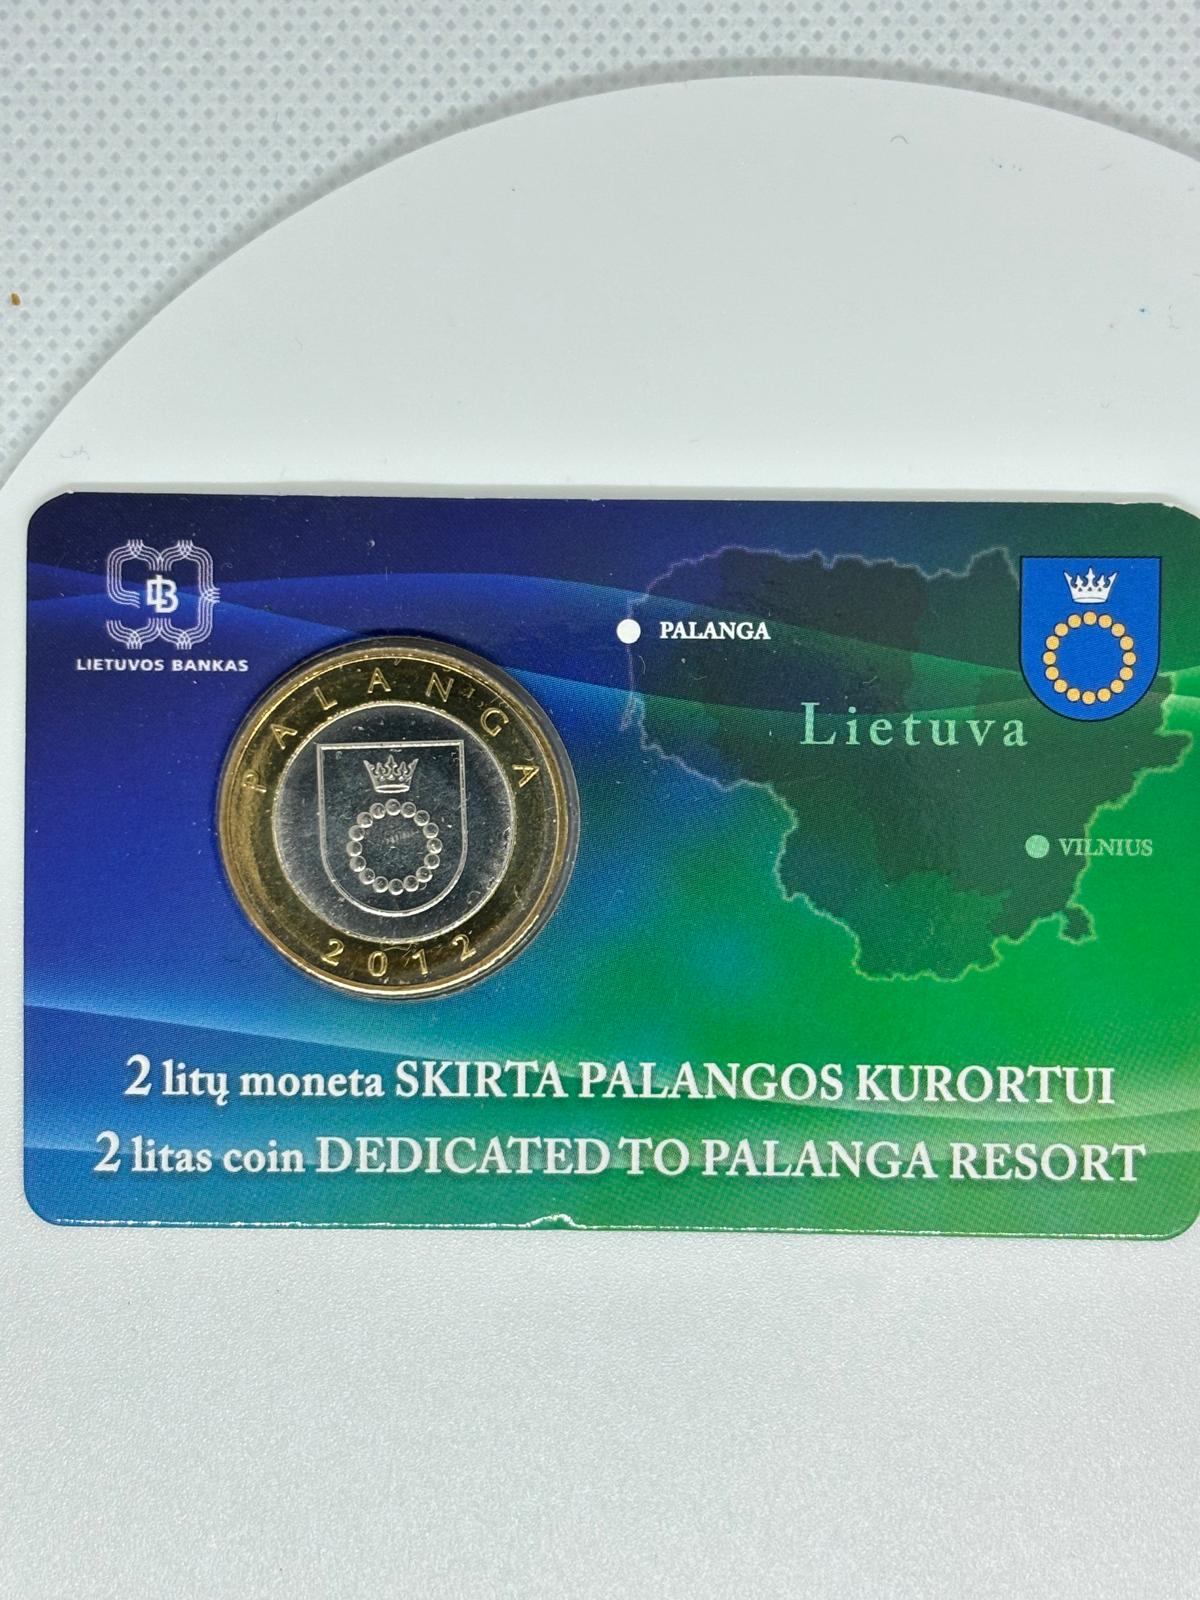 LB
LIETUVOS BANKAS
PALANGA
Lietuva
VILNIUS
PALANGA
2012
2 litų moneta SKIRTA PALANGOS KURORTUI
2 litas coin DEDICATED TO PALANGA RESORT